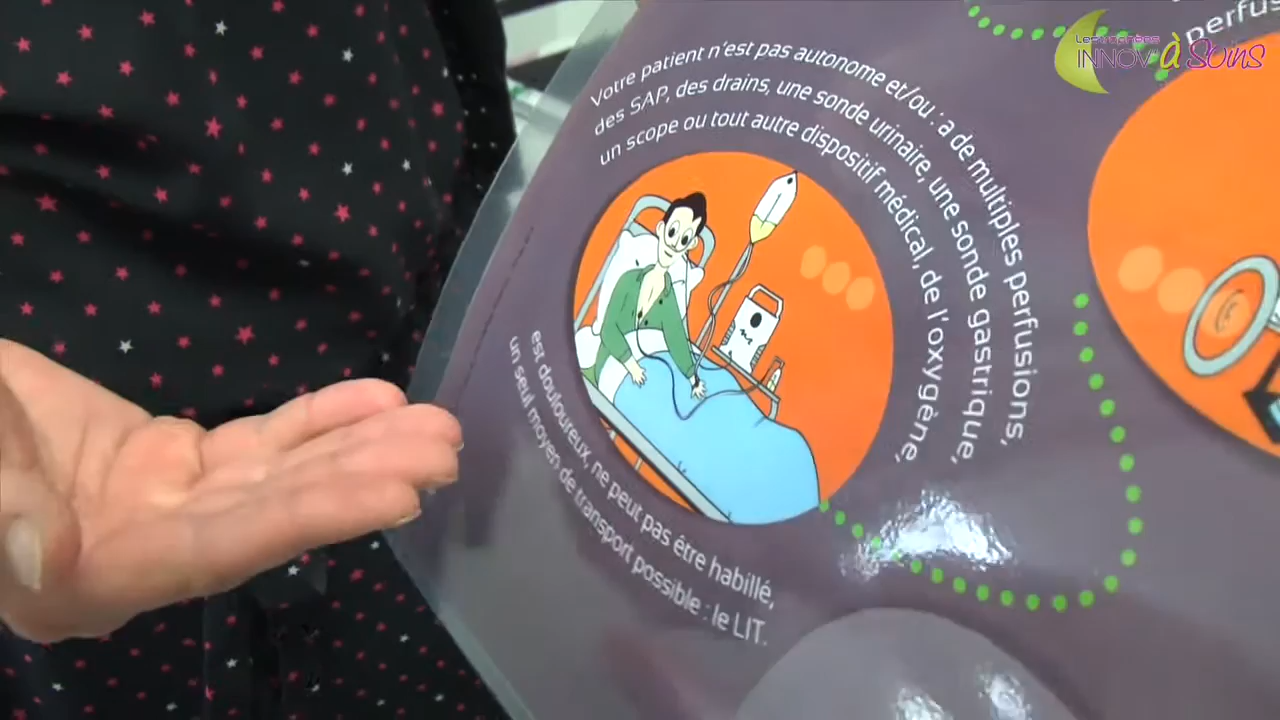 Votre patient n'est pas autonome et/ou : a de multiples perfusions,
des SAP, des drains, une sonde urinaire, une sonde gastrique,
un scope ou tout autre dispositif médical, de l'oxygène,
est douloureux, ne peut pas être habillé,
un seul moyen de transport possible : le LIT.
INNOV'à Soins